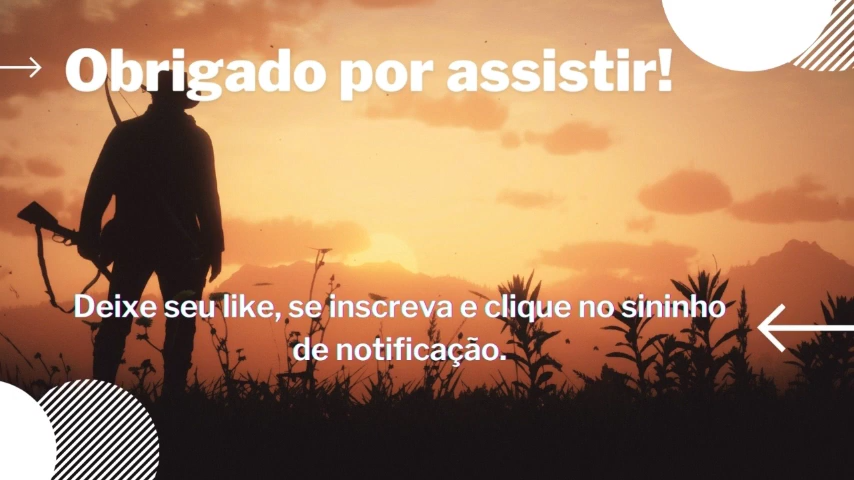 Obrigado por assistir!
Deixe seu like, se inscreva e clique no sininho
de notificação.